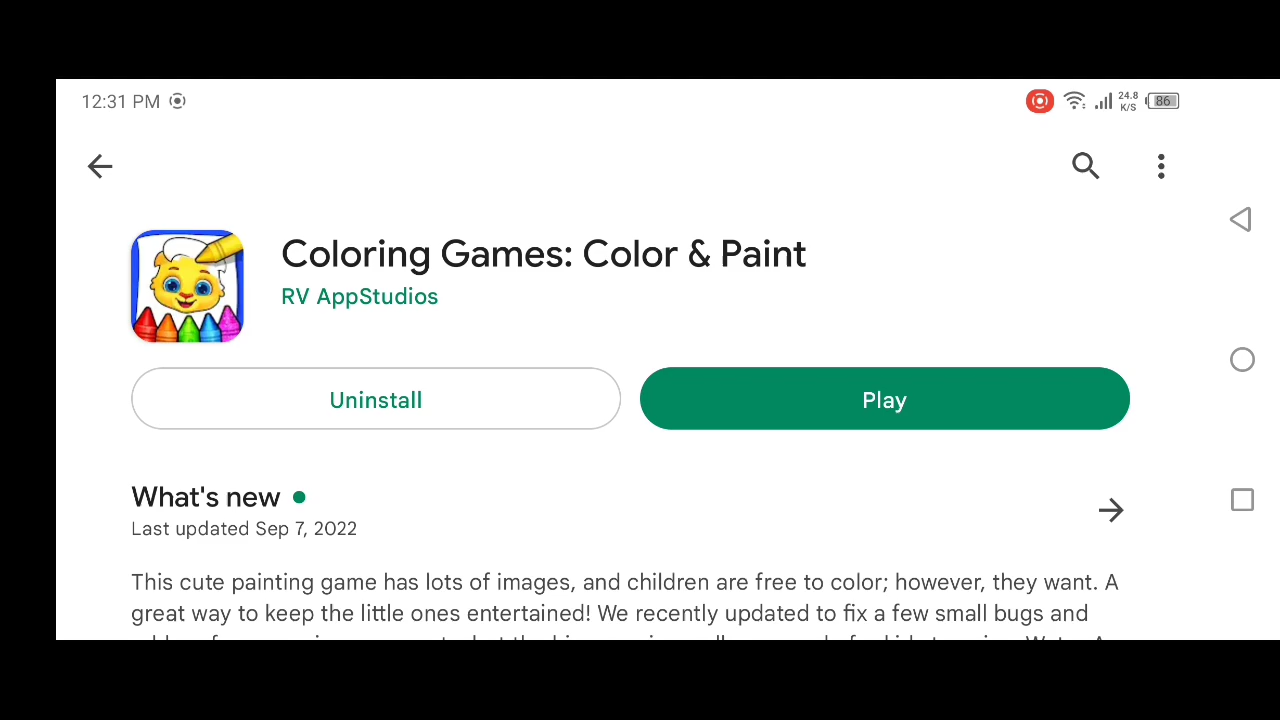 12:31 PM
24.8
K/S
86
Coloring Games: Color & Paint
RV AppStudios
Uninstall
Play
What's new
Last updated Sep 7, 2022
This cute painting game has lots of images, and children are free to color; however, they want. A
great way to keep the little ones entertained! We recently updated to fix a few small bugs and